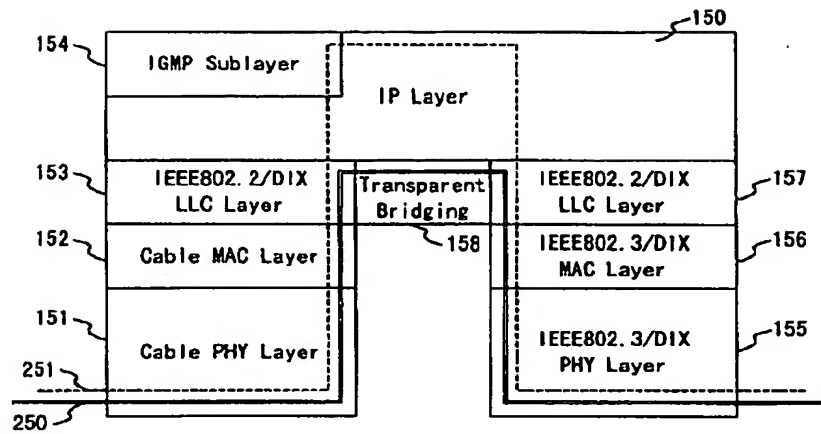 150
154
IGMP Sublayer
IP Layer
153
IEEE802.2/DIX
LLC Layer
Transparent
Bridging
IEEE802.2/DIX
LLC Layer
157
152
Cable MAC Layer
158
IEEE802.3/DIX
MAC Layer
156
151
Cable PHY Layer
IEEE802.3/DIX
PHY Layer
155
251
250